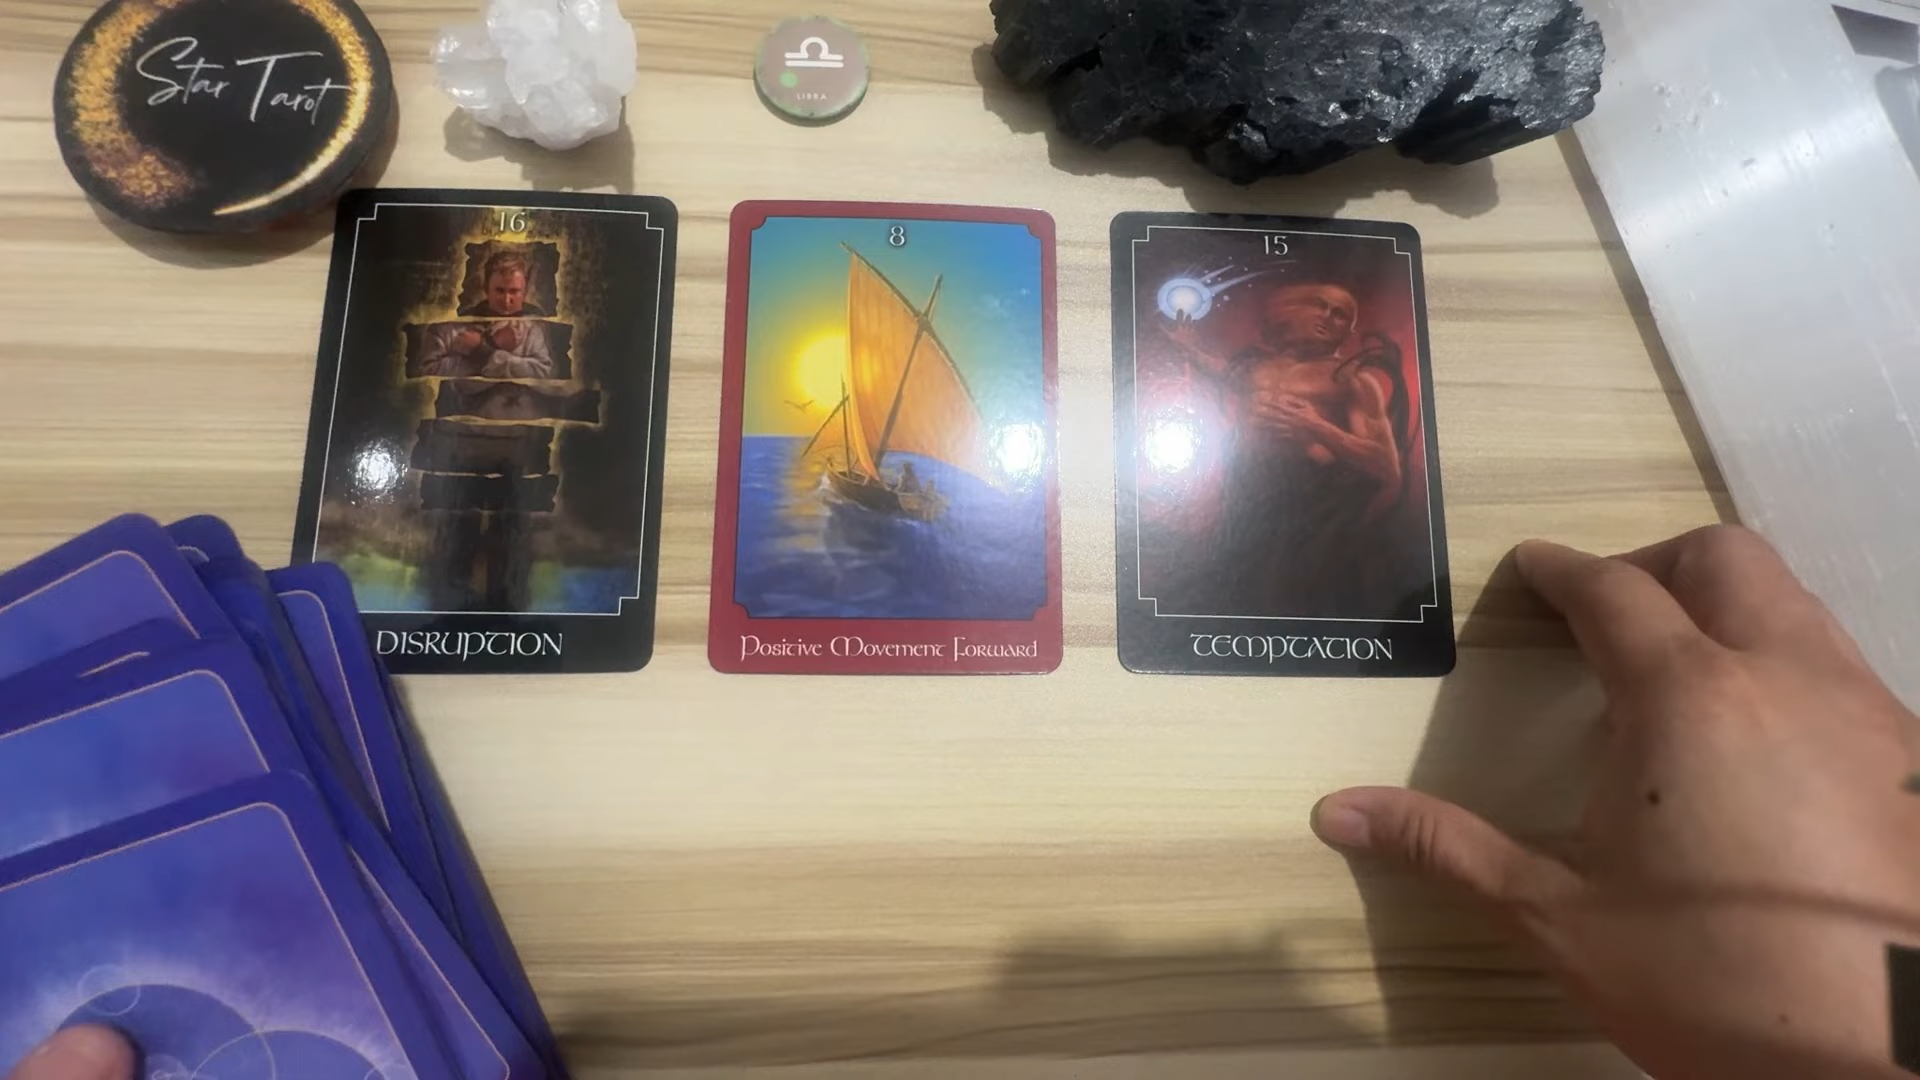 Star Tarot
LIBRA
16
DISRUPTION
8
Positive Movement Forward
15
TEMPTATION